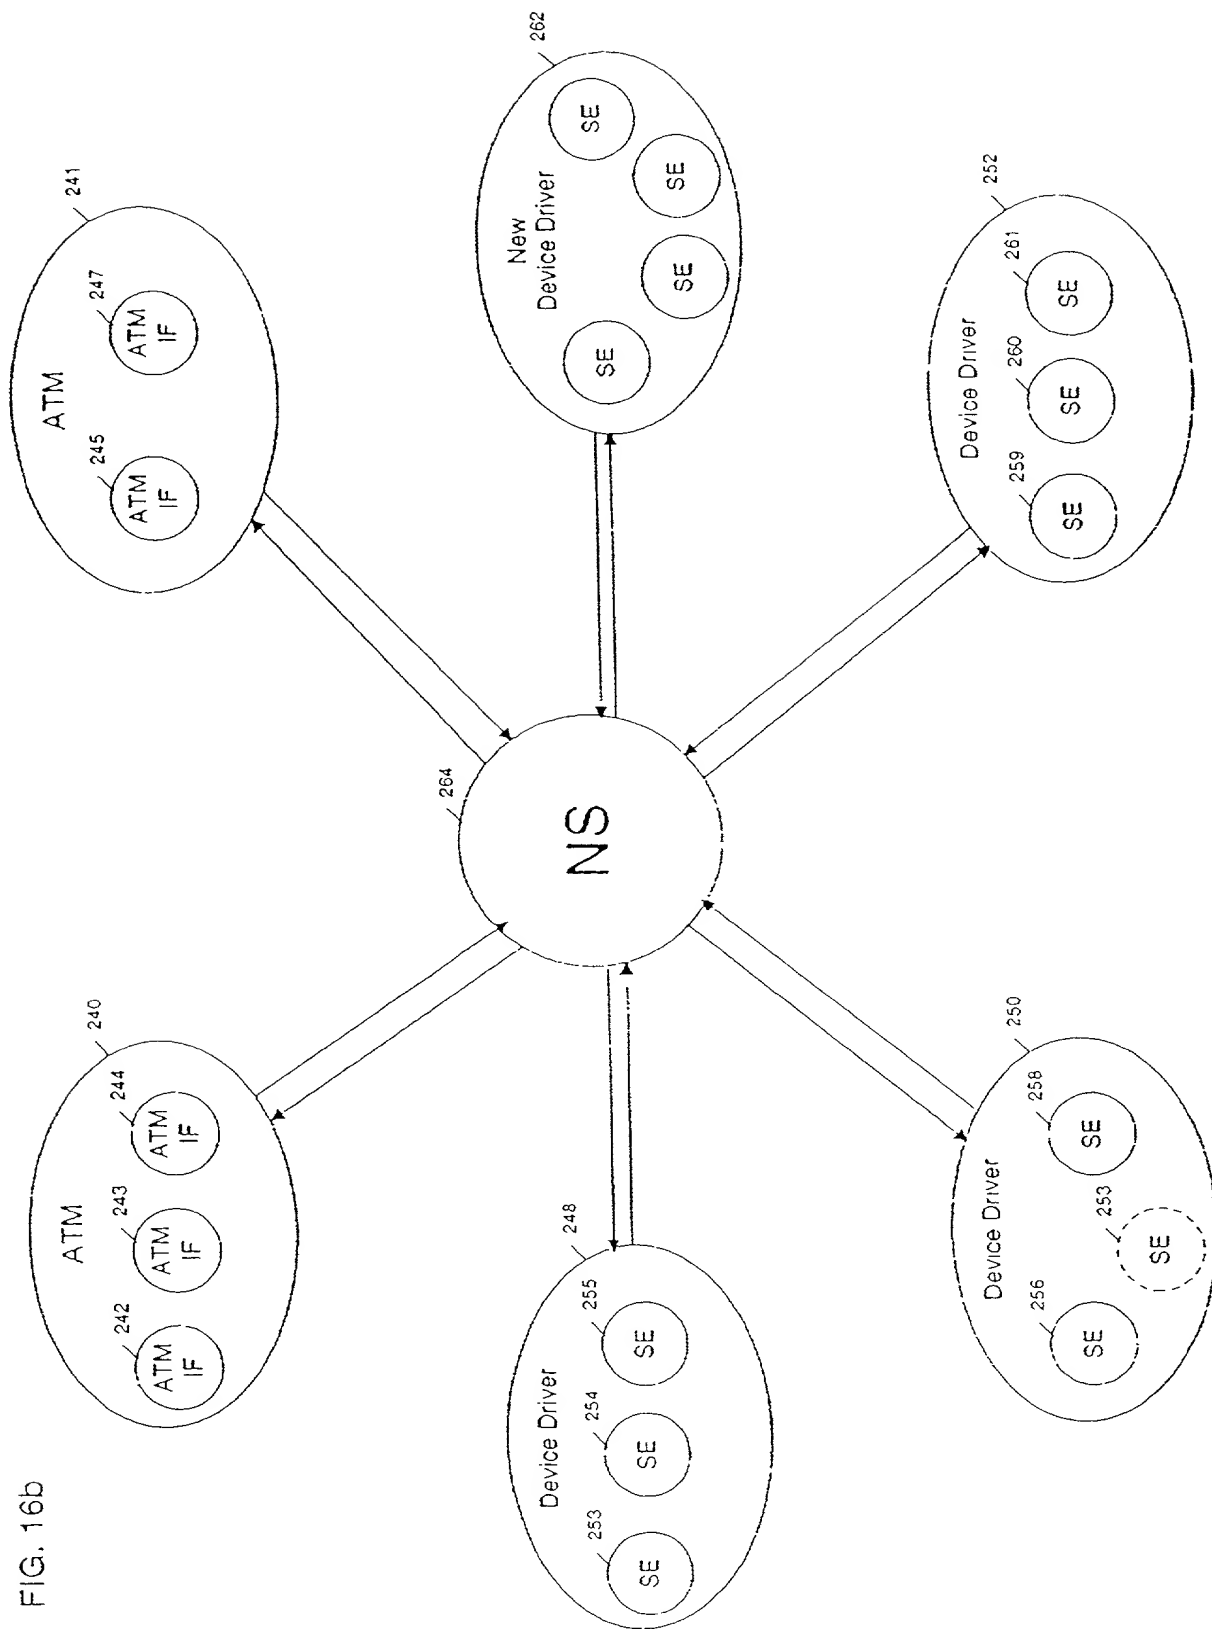 FIG. 16b
240
ATM
242
ATM
IF
243
ATM
IF
244
ATM
IF
241
ATM
245
ATM
IF
247
ATM
IF
248
Device Driver
253
SE
254
SE
255
SE
264
NS
262
New
Device Driver
SE
SE
SE
SE
250
Device Driver
256
SE
253
SE
258
SE
252
Device Driver
259
SE
260
SE
261
SE